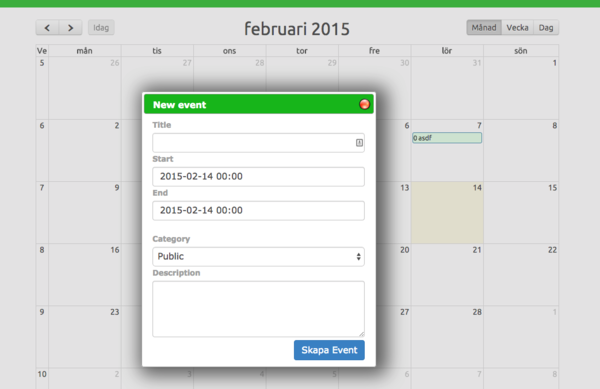 Idag
februari 2015
Månad Vecka Dag
Ve mån tis ons tor fre lör sön
5 26 27 28 29 30 31 1
New event
Title
6 2 6 7 8
0 asdf
Start
2015-02-14 00:00
End
7 9 13 14 15
2015-02-14 00:00
Category
8 16 20 21 22
Public
Description
9 23 27 28 1
Skapa Event
10 2 3 4 5 6 7 8